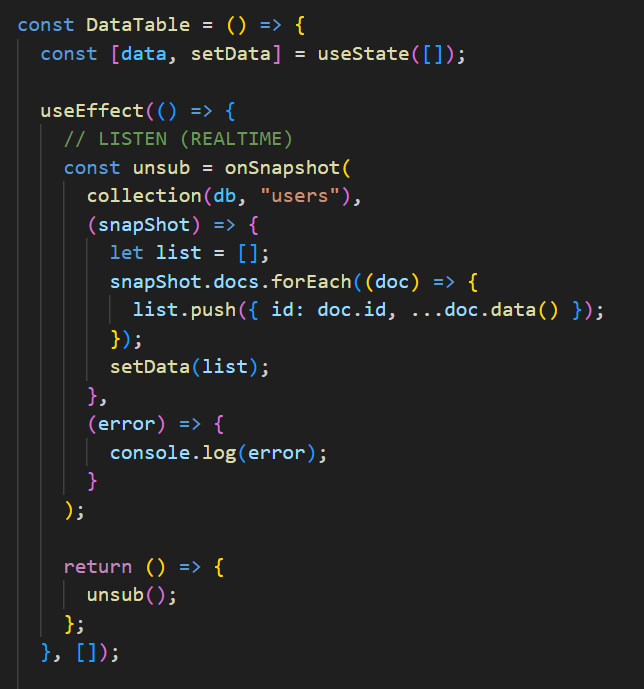 const DataTable = () => {
  const [data, setData] = useState([]);

  useEffect(() => {
    // LISTEN (REALTIME)
    const unsub = onSnapshot(
      collection(db, "users"),
      (snapShot) => {
        let list = [];
        snapShot.docs.forEach((doc) => {
          list.push({ id: doc.id, ...doc.data() });
        });
        setData(list);
      },
      (error) => {
        console.log(error);
      }
    );

    return () => {
      unsub();
    };
  }, []);